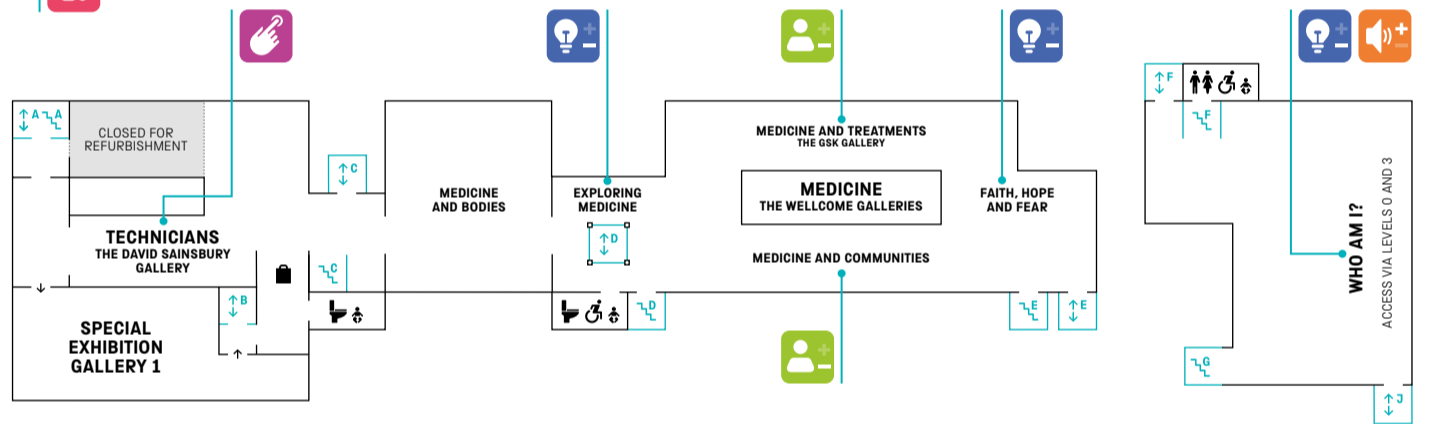 A
A
CLOSED FOR
REFURBISHMENT
TECHNICIANS
THE DAVID SAINSBURY
GALLERY
B
SPECIAL
EXHIBITION
GALLERY 1
C
C
MEDICINE
AND BODIES
EXPLORING
MEDICINE
D
D
MEDICINE AND TREATMENTS
THE GSK GALLERY
MEDICINE
THE WELLCOME GALLERIES
MEDICINE AND COMMUNITIES
FAITH, HOPE
AND FEAR
E
E
F
F
WHO AM I?
ACCESS VIA LEVELS 0 AND 3
G
J